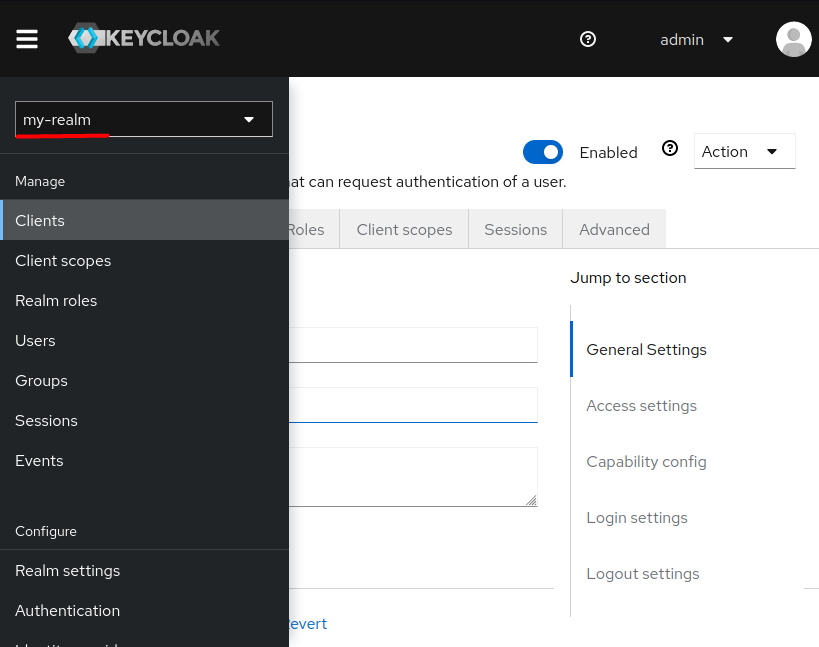 KEYCLOAK
admin
my-realm
Enabled
Action
at can request authentication of a user.
Manage
Clients
Roles
Client scopes
Sessions
Advanced
Client scopes
Realm roles
Users
Groups
Sessions
Events
Jump to section
General Settings
Access settings
Capability config
Login settings
Logout settings
Configure
Realm settings
Authentication
evert